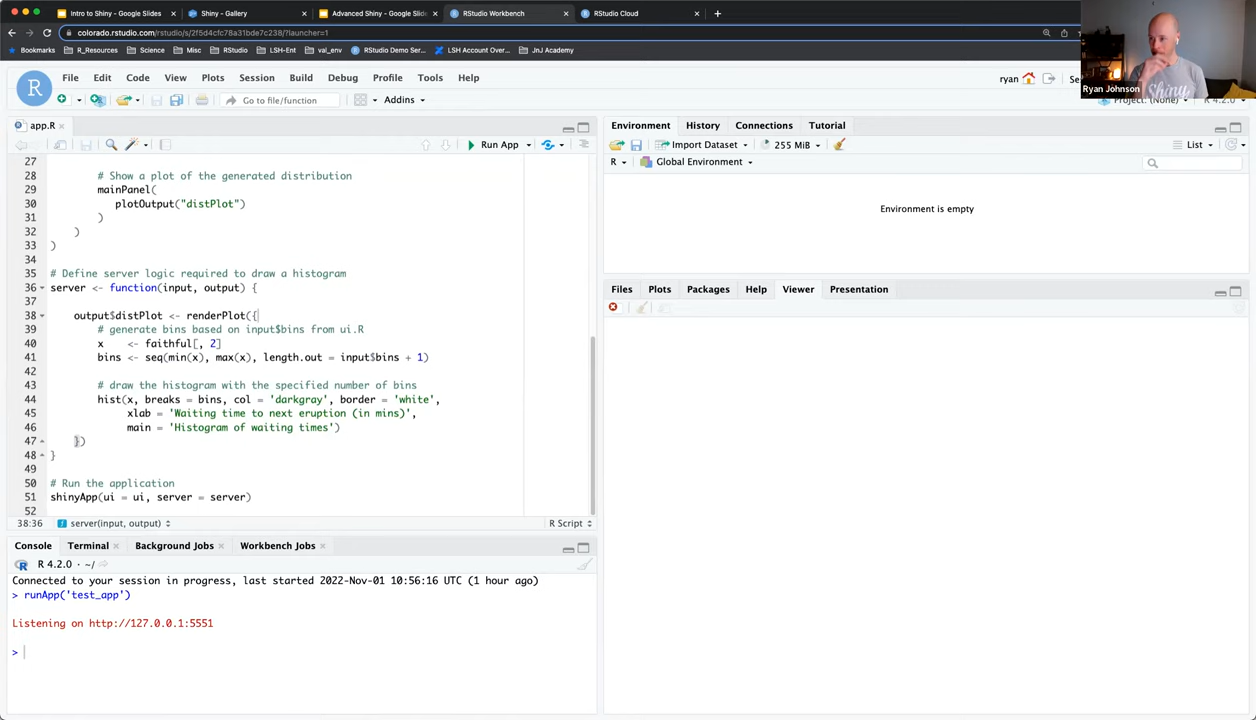 Intro to Shiny - Google Slides
Shiny - Gallery
Advanced Shiny - Google Slid
RStudio Workbench
RStudio Cloud
colorado.rstudio.com/rstudio/s/2f5d4cfc78a31bde7c238/?launcher=1
Bookmarks
R_Resources
Science
Misc
RStudio
LSH-Ent
val_env
RStudio Demo Ser...
LSH Account Over...
JnJ Academy
Shiny
Ryan Johnson
File Edit Code View Plots Session Build Debug Profile Tools Help
ryan
Go to file/function
Addins
Project: (None)
R 4.2.0
app.R
Run App
27
28 # Show a plot of the generated distribution
29 mainPanel(
30 plotOutput("distPlot")
31 )
32 )
33 )
34
35 # Define server logic required to draw a histogram
36 server <- function(input, output) {
37
38 output$distPlot <- renderPlot({
39 # generate bins based on input$bins from ui.R
40 x <- faithful[, 2]
41 bins <- seq(min(x), max(x), length.out = input$bins + 1)
42
43 # draw the histogram with the specified number of bins
44 hist(x, breaks = bins, col = 'darkgray', border = 'white',
45 xlab = 'Waiting time to next eruption (in mins)',
46 main = 'Histogram of waiting times')
47 })
48 }
49
50 # Run the application
51 shinyApp(ui = ui, server = server)
52
38:36 server(input, output) R Script
Console Terminal Background Jobs Workbench Jobs
R 4.2.0 · ~/
Connected to your session in progress, last started 2022-Nov-01 10:56:16 UTC (1 hour ago)
> runApp('test_app')
Listening on http://127.0.0.1:5551
>
Environment History Connections Tutorial
Import Dataset
255 MiB
List
R
Global Environment
Environment is empty
Files Plots Packages Help Viewer Presentation